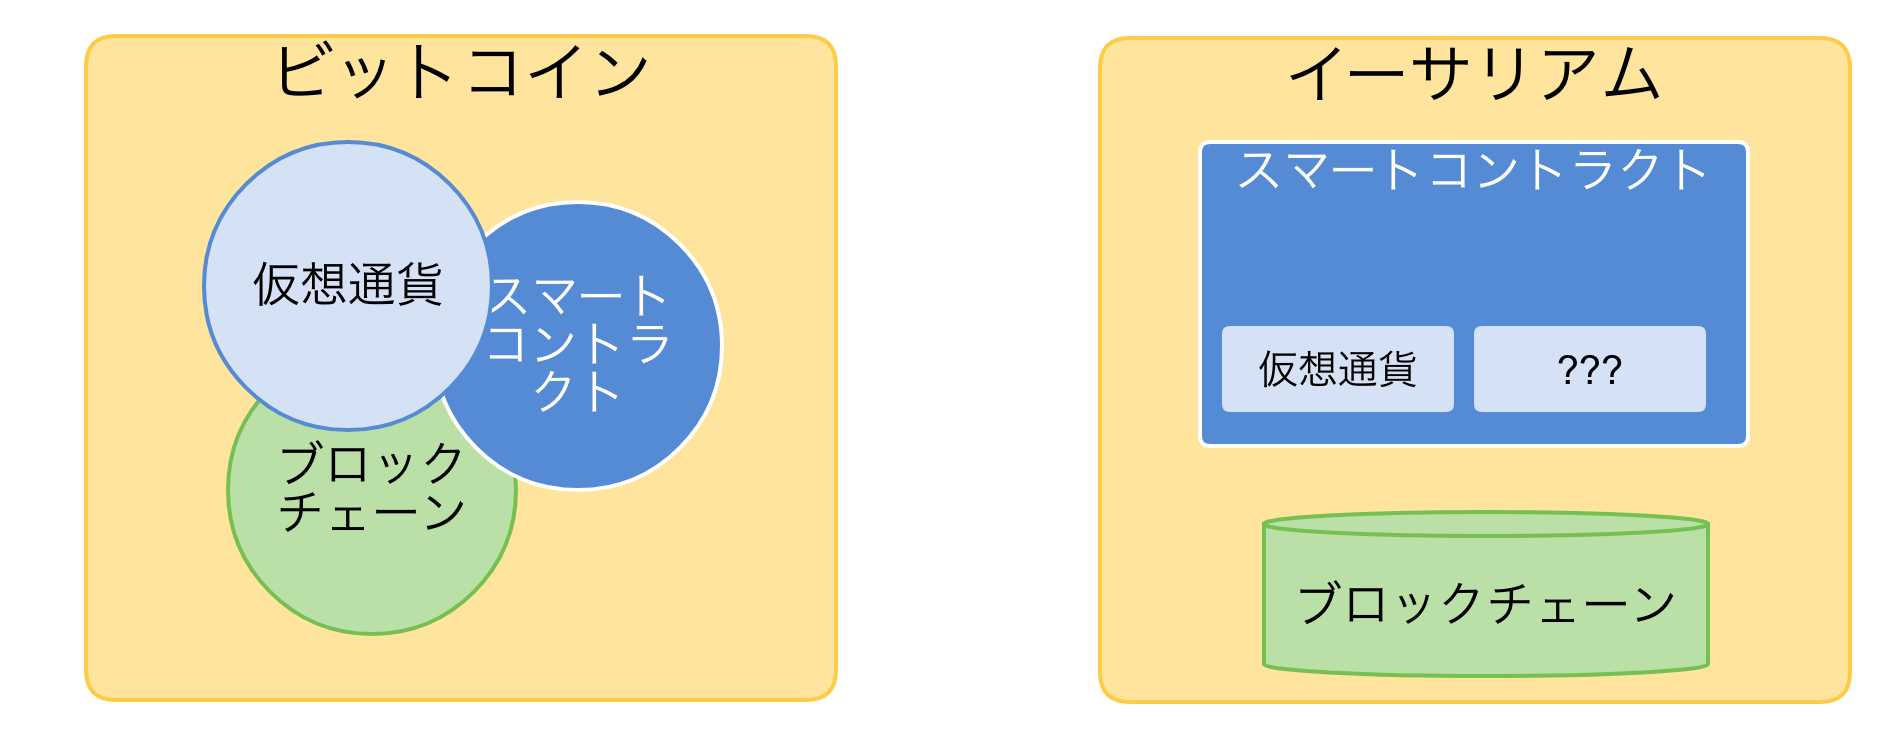 ビットコイン
仮想通貨
スマート
コントラ
クト
ブロック
チェーン
イーサリアム
スマートコントラクト
仮想通貨
???
ブロックチェーン